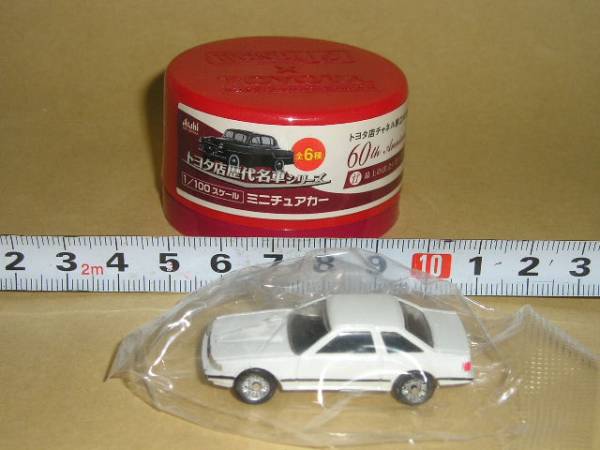 TOYOTA
Asahi
全6種
トヨタ店歴代名車シリーズ
1/100スケール ミニチュアカー
トヨタ店チャネル
60th
2 3 2m 4 5 6 7 8 9 10 1 2 3